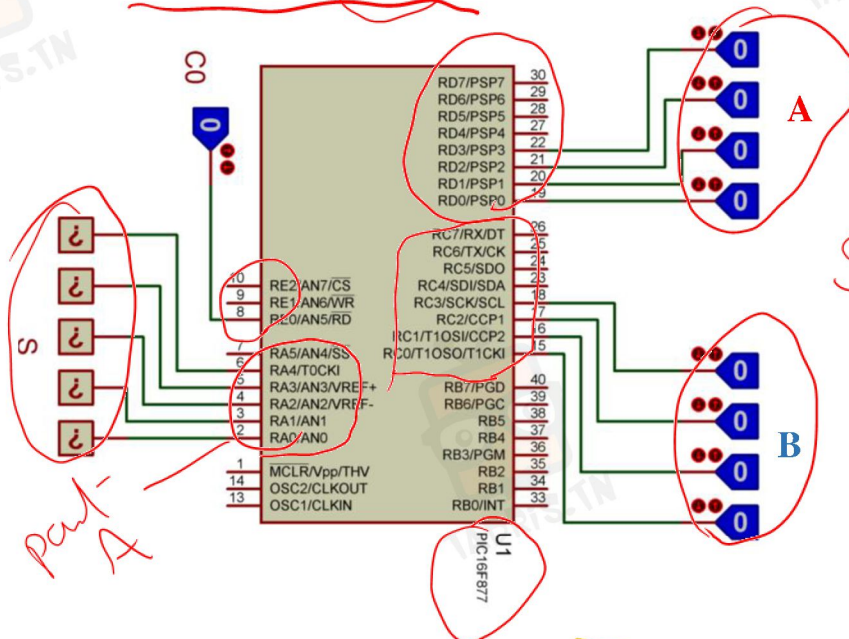 C0
0
0
0
0
0
A
RD7/PSP7 30
RD6/PSP6 29
RD5/PSP5 28
RD4/PSP4 27
RD3/PSP3 22
RD2/PSP2 21
RD1/PSP1 20
RD0/PSP0 19
RC7/RX/DT 26
RC6/TX/CK 25
RC5/SDO 24
RC4/SDI/SDA 23
RC3/SCK/SCL 18
RC2/CCP1 17
RC1/T1OSI/CCP2 16
RC0/T1OSO/T1CKI 15
RB7/PGD 40
RB6/PGC 39
RB5 38
RB4 37
RB3/PGM 36
RB2 35
RB1 34
RB0/INT 33
10 RE2/AN7/CS
9 RE1/AN6/WR
8 RE0/AN5/RD
7 RA5/AN4/SS
6 RA4/T0CKI
5 RA3/AN3/VREF+
4 RA2/AN2/VREF-
3 RA1/AN1
2 RA0/AN0
1 MCLR/Vpp/THV
14 OSC2/CLKOUT
13 OSC1/CLKIN
S
?
?
?
?
?
0
0
0
0
B
port
A
U1
PIC16F877